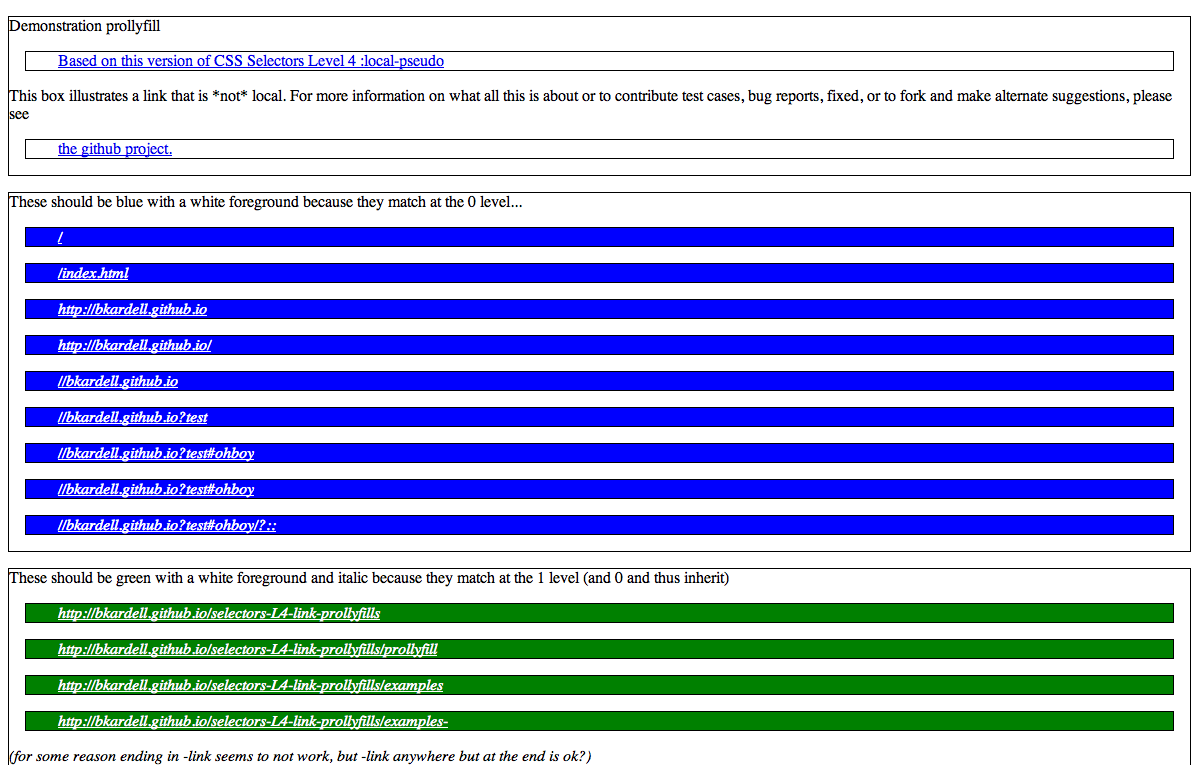 Demonstration prollyfill
Based on this version of CSS Selectors Level 4 :local-pseudo
This box illustrates a link that is *not* local. For more information on what all this is about or to contribute test cases, bug reports, fixed, or to fork and make alternate suggestions, please
see
the github project.
These should be blue with a white foreground because they match at the 0 level...
/
/index.html
http://bkardell.github.io
http://bkardell.github.io/
//bkardell.github.io
//bkardell.github.io?test
//bkardell.github.io?test#ohboy
//bkardell.github.io?test#ohboy
//bkardell.github.io?test#ohboy/?::
These should be green with a white foreground and italic because they match at the 1 level (and 0 and thus inherit)
http://bkardell.github.io/selectors-L4-link-prollyfills
http://bkardell.github.io/selectors-L4-link-prollyfills/prollyfill
http://bkardell.github.io/selectors-L4-link-prollyfills/examples
http://bkardell.github.io/selectors-L4-link-prollyfills/examples-
(for some reason ending in -link seems to not work, but -link anywhere but at the end is ok?)